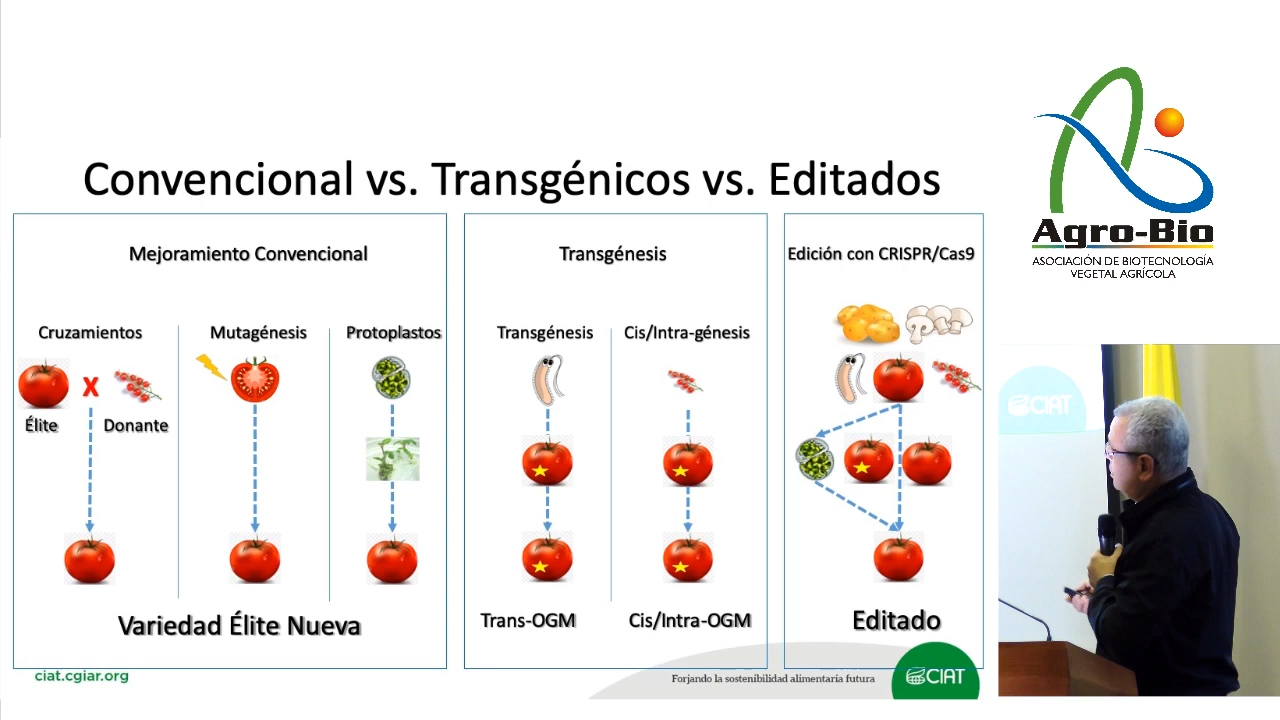 Convencional vs. Transgénicos vs. Editados
Mejoramiento Convencional
Cruzamientos
Mutagénesis
Protoplastos
X
Élite
Donante
Variedad Élite Nueva
Transgénesis
Transgénesis
Cis/Intra-génesis
Trans-OGM
Cis/Intra-OGM
Edición con CRISPR/Cas9
Editado
ciat.cgiar.org
Forjando la sostenibilidad alimentaria futura
CIAT
Agro-Bio
ASOCIACIÓN DE BIOTECNOLOGÍA
VEGETAL AGRÍCOLA
CIAT